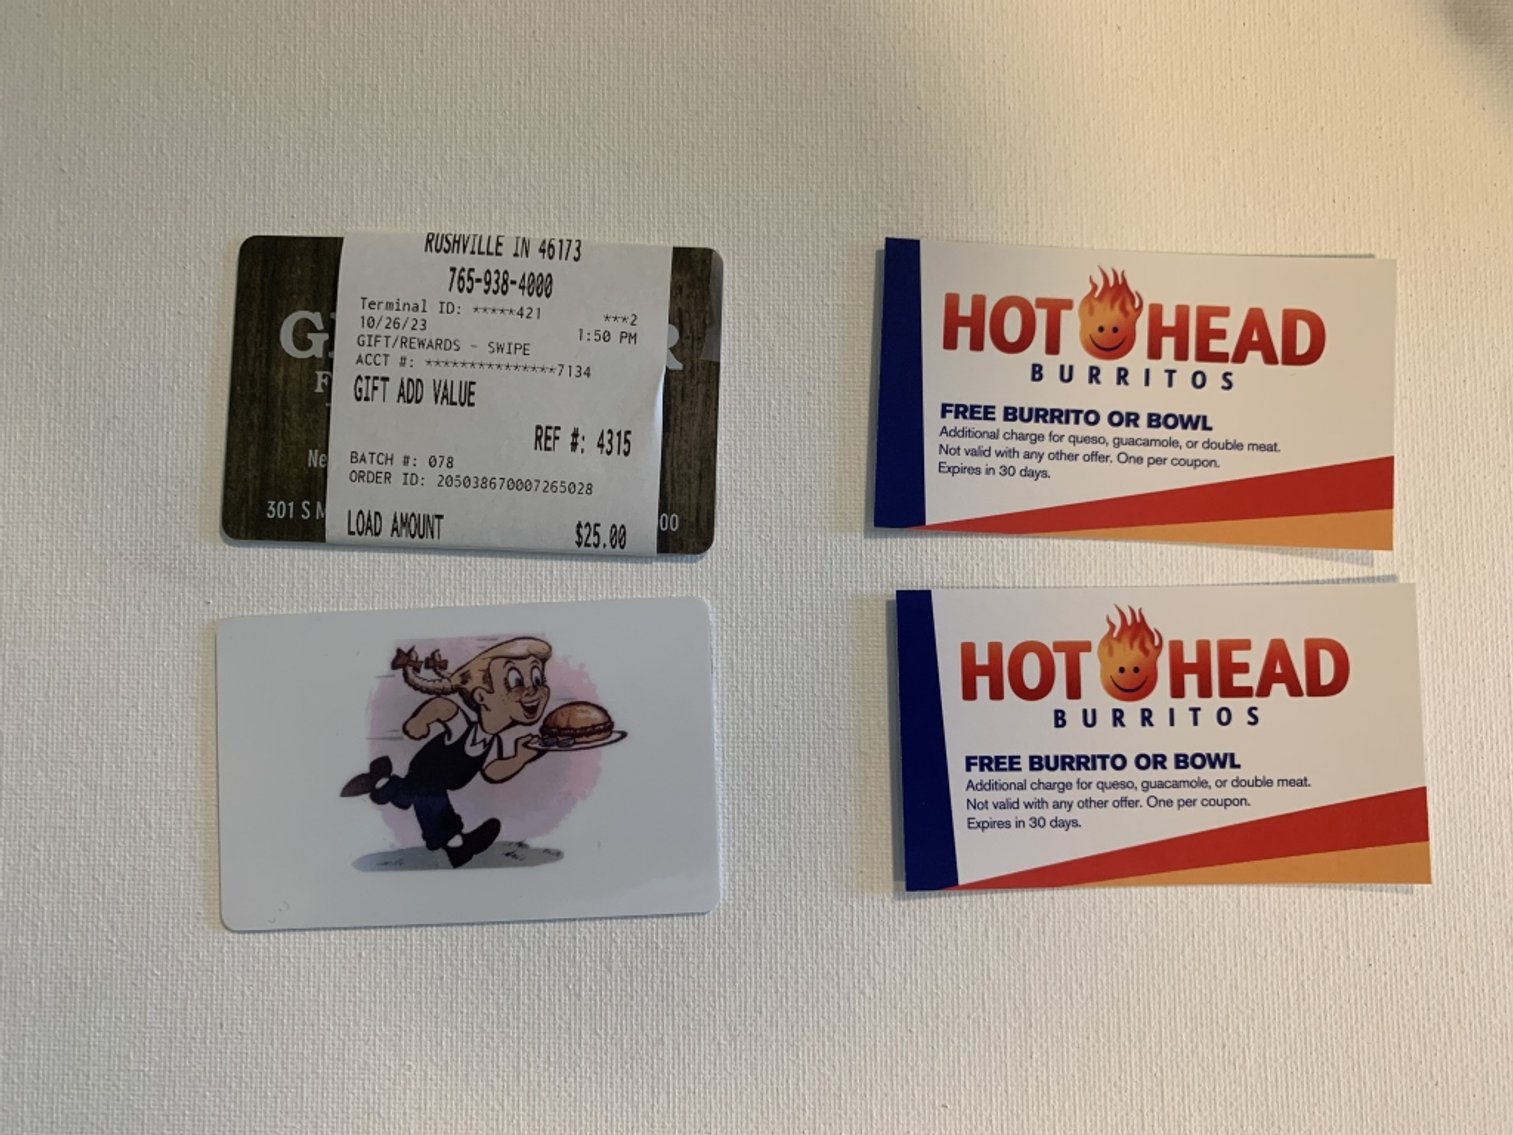 RUSHVILLE IN 46173
765-938-4000
Terminal ID: *****421 ***2
10/26/23 1:50 PM
GIFT/REWARDS - SWIPE
ACCT #: ***************7134
GIFT ADD VALUE
REF #: 4315
BATCH #: 078
ORDER ID: 205038670007265028
LOAD AMOUNT $25.00
301 S
00
HOT HEAD
BURRITOS
FREE BURRITO OR BOWL
Additional charge for queso, guacamole, or double meat.
Not valid with any other offer. One per coupon.
Expires in 30 days.
HOT HEAD
BURRITOS
FREE BURRITO OR BOWL
Additional charge for queso, guacamole, or double meat.
Not valid with any other offer. One per coupon.
Expires in 30 days.